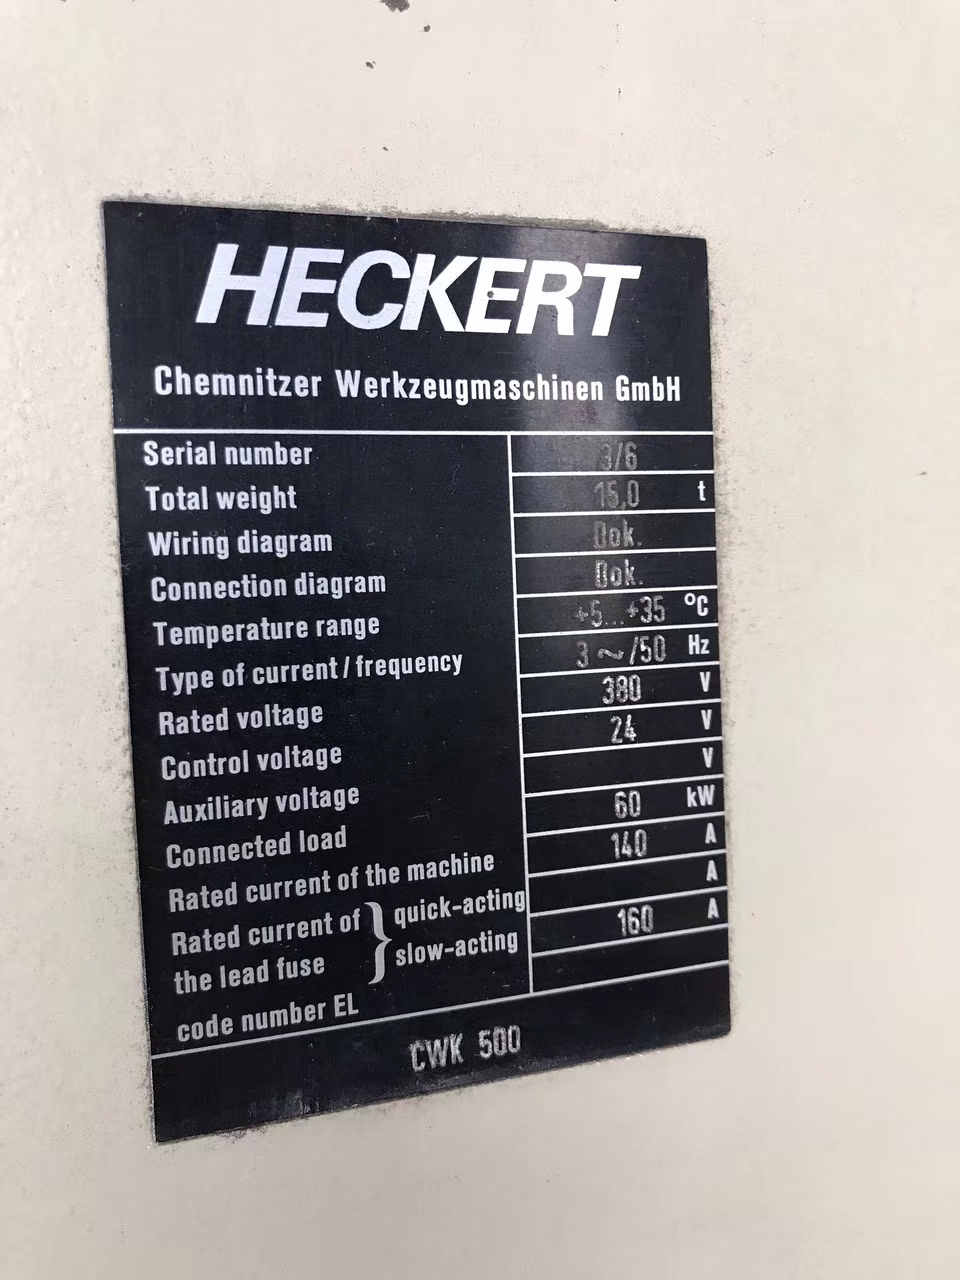 HECKERT
Chemnitzer Werkzeugmaschinen GmbH
Serial number 3/6
Total weight 15,0 t
Wiring diagram Dok.
Connection diagram Dok.
Temperature range +5...+35 °C
Type of current/frequency 3 ~/50 Hz
Rated voltage 380 V
Control voltage 24 V
Auxiliary voltage V
Connected load 60 kW
Rated current of the machine 140 A
Rated current of the lead fuse } quick-acting A
slow-acting 160 A
code number EL
CWK 500